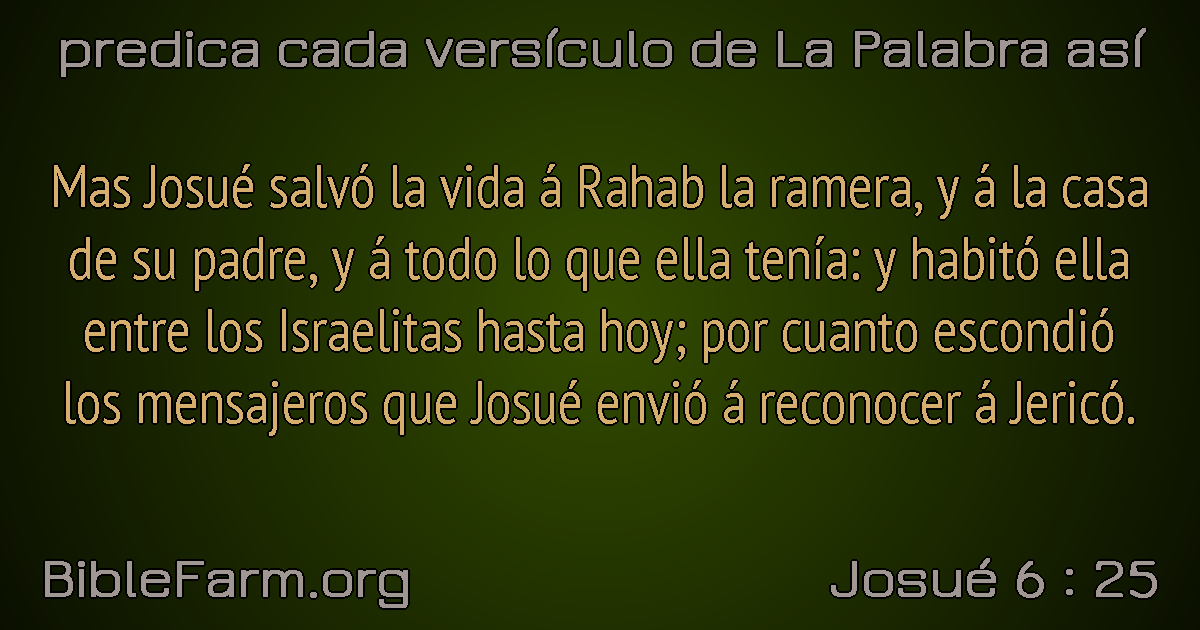 predica cada versículo de La Palabra así
Mas Josué salvó la vida á Rahab la ramera, y á la casa
de su padre, y á todo lo que ella tenía: y habitó ella
entre los Israelitas hasta hoy; por cuanto escondió
los mensajeros que Josué envió á reconocer á Jericó.
BibleFarm.org
Josué 6 : 25